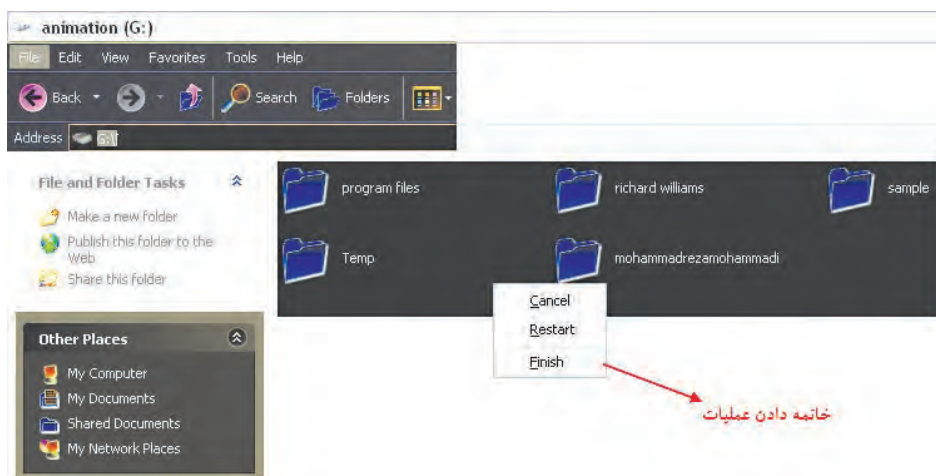 animation (G:)
File Edit View Favorites Tools Help
Back Search Folders
Address G:\
File and Folder Tasks
Make a new folder
Publish this folder to the
Web
Share this folder
Other Places
My Computer
My Documents
Shared Documents
My Network Places
program files richard williams sample
Temp mohammadrezamohammadi
Cancel
Restart
Finish
خاتمه دادن عملیات